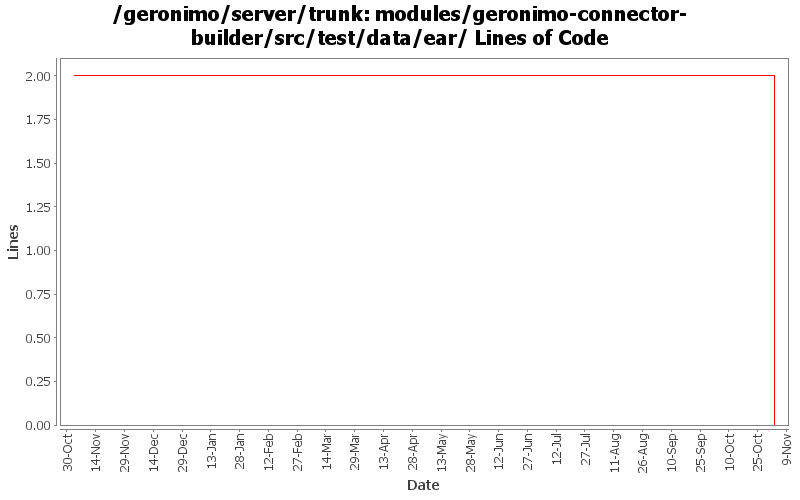 /geronimo/server/trunk: modules/geronimo-connector-
builder/src/test/data/ear/ Lines of Code
2.00
1.75
1.50
1.25
1.00
0.75
0.50
0.25
0.00
Lines
30-Oct
14-Nov
29-Nov
14-Dec
29-Dec
13-Jan
28-Jan
12-Feb
27-Feb
14-Mar
29-Mar
13-Apr
28-Apr
13-May
28-May
12-Jun
27-Jun
12-Jul
27-Jul
11-Aug
26-Aug
10-Sep
25-Sep
10-Oct
25-Oct
9-Nov
Date